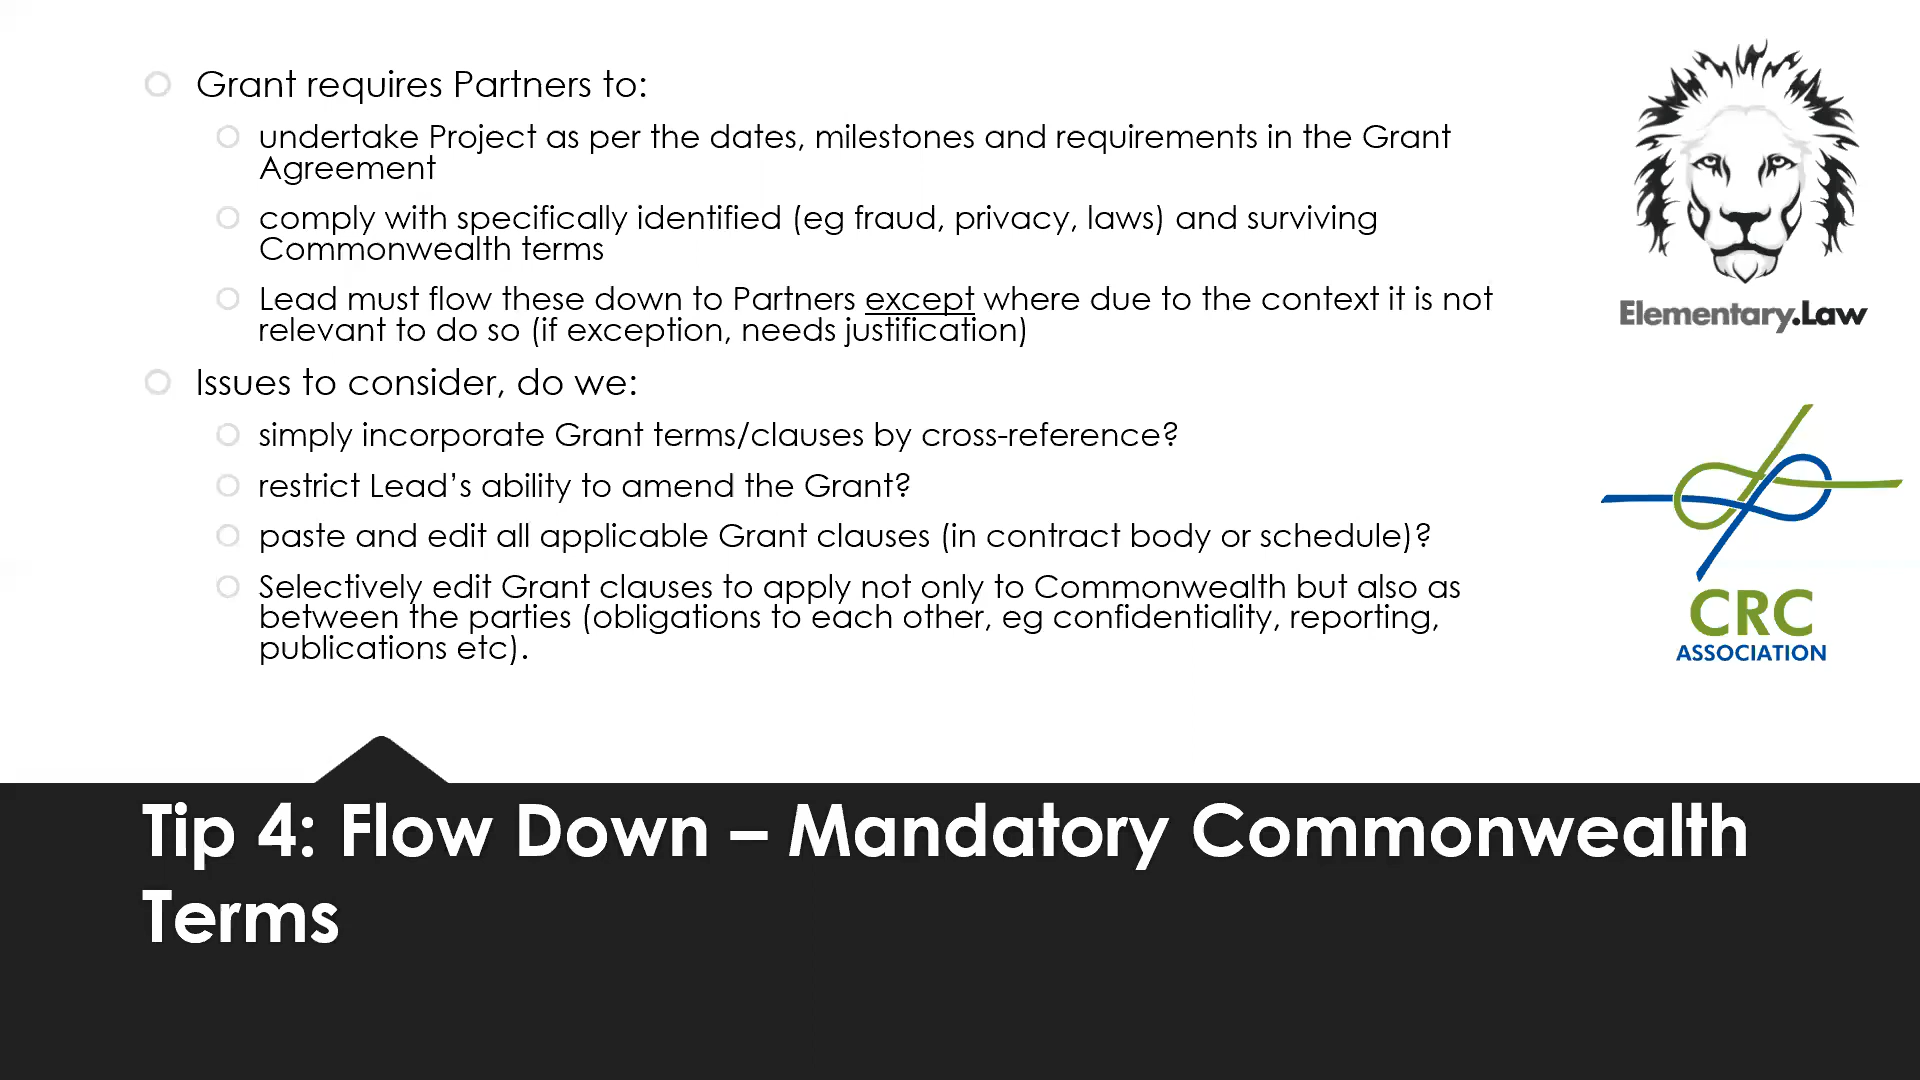 Grant requires Partners to:
undertake Project as per the dates, milestones and requirements in the Grant
Agreement
comply with specifically identified (eg fraud, privacy, laws) and surviving
Commonwealth terms
Lead must flow these down to Partners except where due to the context it is not
relevant to do so (if exception, needs justification)
Issues to consider, do we:
simply incorporate Grant terms/clauses by cross-reference?
restrict Lead’s ability to amend the Grant?
paste and edit all applicable Grant clauses (in contract body or schedule)?
Selectively edit Grant clauses to apply not only to Commonwealth but also as
between the parties (obligations to each other, eg confidentiality, reporting,
publications etc).
Elementary.Law
CRC
ASSOCIATION
Tip 4: Flow Down – Mandatory Commonwealth
Terms